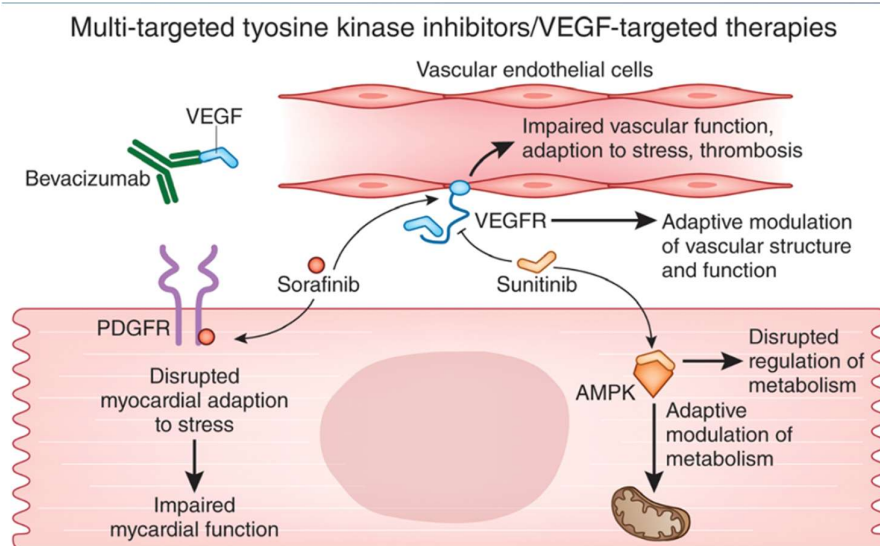 Multi-targeted tyosine kinase inhibitors/VEGF-targeted therapies
Vascular endothelial cells
VEGF
Bevacizumab
Impaired vascular function,
adaption to stress, thrombosis
VEGFR
Adaptive modulation
of vascular structure
and function
Sorafinib
Sunitinib
PDGFR
Disrupted
myocardial adaption
to stress
Impaired
myocardial function
AMPK
Disrupted
regulation of
metabolism
Adaptive
modulation of
metabolism